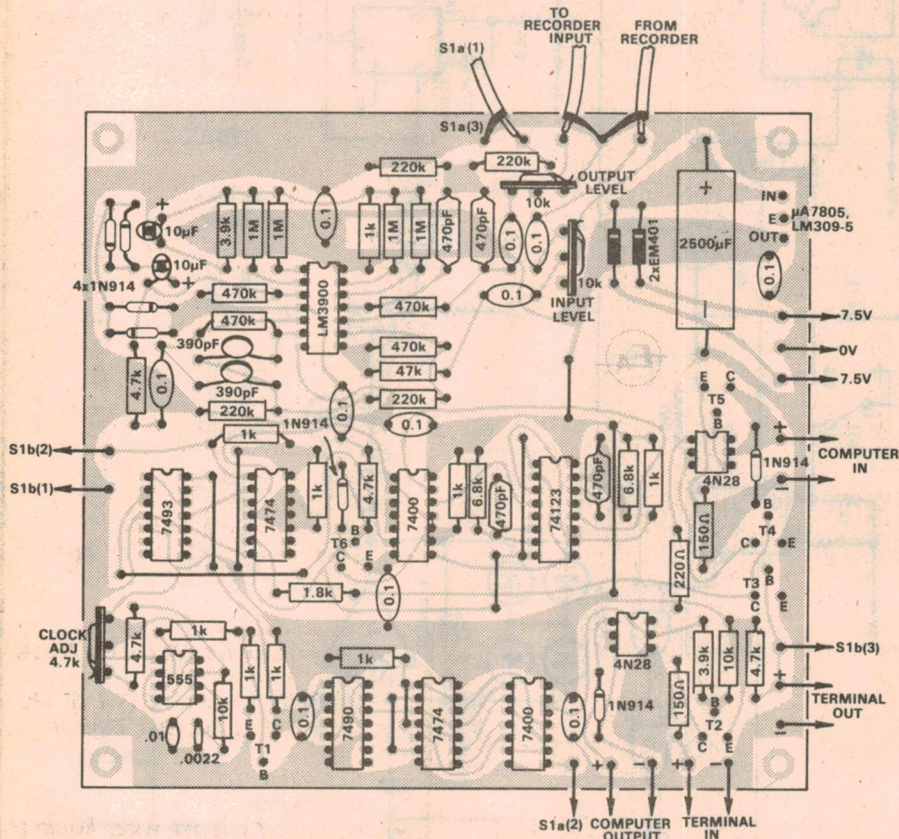 TO
RECORDER
INPUT
FROM
RECORDER
S1a(1)
S1a(3)
220k
220k
OUTPUT
LEVEL
10k
IN
E
OUT
µA7805,
LM309-5
+
10µF
10µF
+
4x1N914
3.9k
1M
1M
0.1
1k
1M
1M
470pF
470pF
0.1
0.1
10k
INPUT
LEVEL
2xEM401
+
2500µF
−
0.1
470k
LM3900
470k
0.1
470k
390pF
470k
47k
390pF
4.7k
0.1
220k
220k
7.5V
0V
7.5V
E
C
T5
B
1k
1N914
0.1
0.1
+
COMPUTER
IN
−
S1b(2)
S1b(1)
4N28
1N914
7493
7474
1k
4.7k
B
T6
C
E
7400
1k
6.8k
470pF
74123
470pF
6.8k
1k
150Ω
220Ω
B
T4
C
E
B
T3
C
E
1.8k
0.1
CLOCK
ADJ
4.7k
4.7k
1k
555
10k
1k
1k
1k
4N28
3.9k
10k
4.7k
S1b(3)
+
TERMINAL
OUT
−
.01
.0022
E
C
T1
B
0.1
7490
7474
7400
0.1
1N914
150Ω
B
T2
C
E
+
−
+
−
S1a(2)
COMPUTER
OUTPUT
TERMINAL
IN